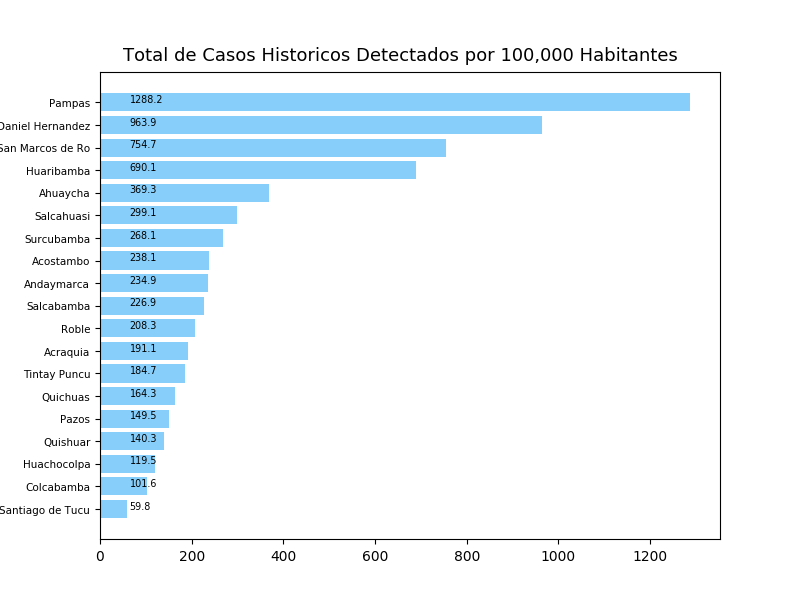 Total de Casos Historicos Detectados por 100,000 Habitantes
Pampas 1288.2
Daniel Hernandez 963.9
San Marcos de Ro 754.7
Huaribamba 690.1
Ahuaycha 369.3
Salcahuasi 299.1
Surcubamba 268.1
Acostambo 238.1
Andaymarca 234.9
Salcabamba 226.9
Roble 208.3
Acraquia 191.1
Tintay Puncu 184.7
Quichuas 164.3
Pazos 149.5
Quishuar 140.3
Huachocolpa 119.5
Colcabamba 101.6
Santiago de Tucu 59.8
0 200 400 600 800 1000 1200